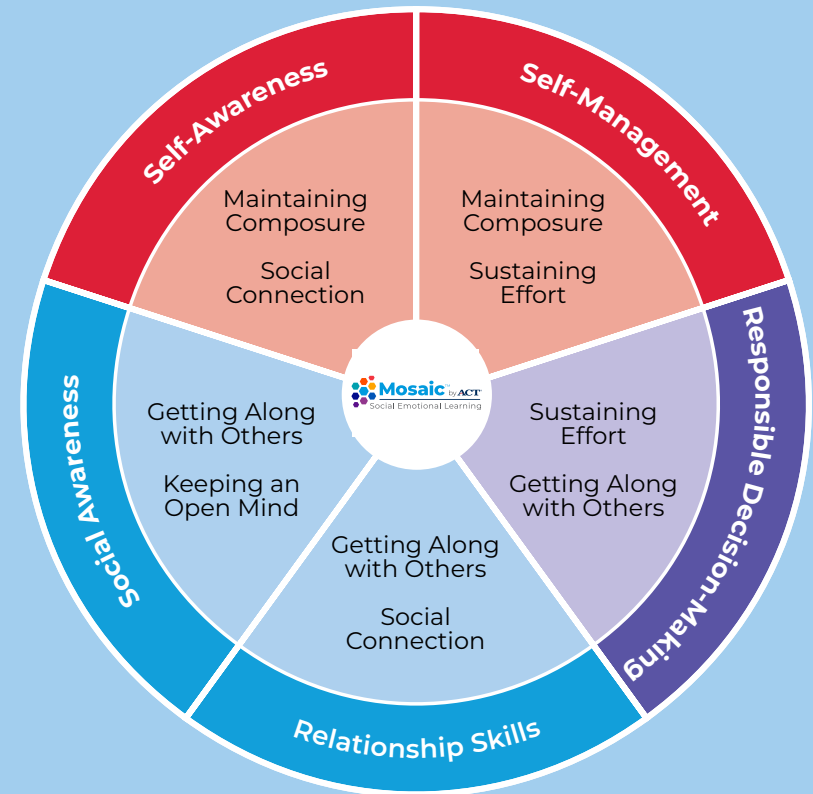 Self-Awareness
Maintaining
Composure
Social
Connection
Self-Management
Maintaining
Composure
Sustaining
Effort
Responsible Decision-Making
Sustaining
Effort
Getting Along
with Others
Relationship Skills
Getting Along
with Others
Social
Connection
Social Awareness
Getting Along
with Others
Keeping an
Open Mind
Mosaic™ by ACT
Social Emotional Learning